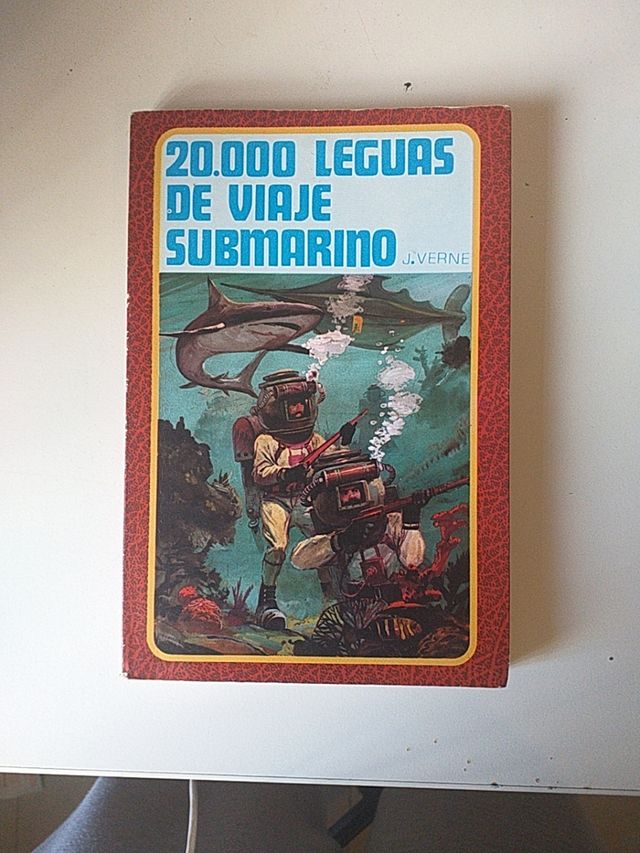 20.000 LEGUAS
DE VIAJE
SUBMARINO
J. VERNE